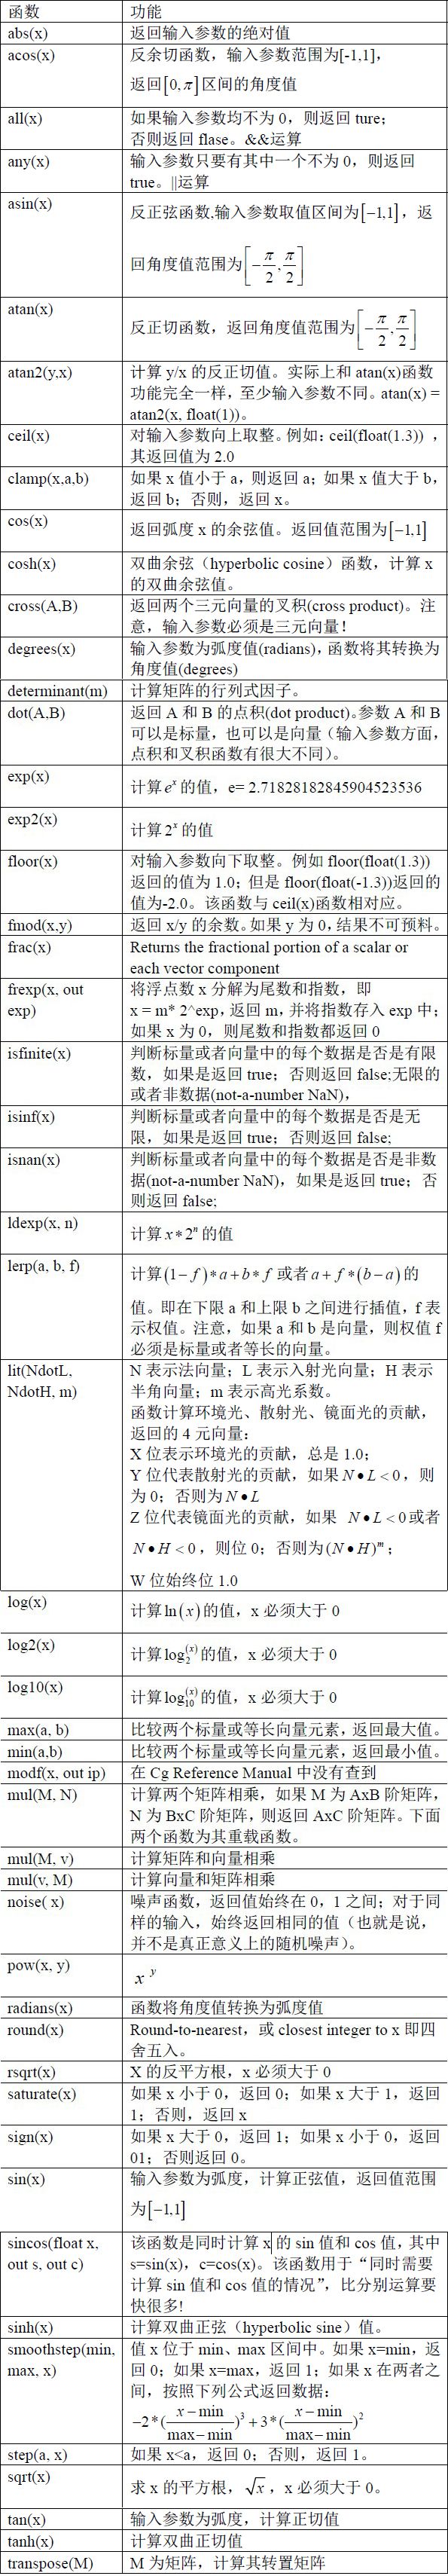 函数 功能
abs(x) 返回输入参数的绝对值
acos(x) 反余切函数，输入参数范围为[-1,1]，
返回[0,π]区间的角度值
all(x) 如果输入参数均不为 0，则返回 ture；
否则返回 flase。&&运算
any(x) 输入参数只要有其中一个不为 0，则返回
true。||运算
asin(x) 反正弦函数,输入参数取值区间为[−1,1]，返
回角度值范围为[−π/2, π/2]
atan(x) 反正切函数，返回角度值范围为[−π/2, π/2]
atan2(y,x) 计算 y/x 的反正切值。实际上和 atan(x)函数
功能完全一样，至少输入参数不同。atan(x) =
atan2(x, float(1))。
ceil(x) 对输入参数向上取整。例如：ceil(float(1.3)) ，
其返回值为 2.0
clamp(x,a,b) 如果 x 值小于 a，则返回 a；如果 x 值大于 b，
返回 b；否则，返回 x。
cos(x) 返回弧度 x 的余弦值。返回值范围为[−1,1]
cosh(x) 双曲余弦（hyperbolic cosine）函数，计算 x
的双曲余弦值。
cross(A,B) 返回两个三元向量的叉积(cross product)。注
意，输入参数必须是三元向量！
degrees(x) 输入参数为弧度值(radians)，函数将其转换为
角度值(degrees)
determinant(m) 计算矩阵的行列式因子。
dot(A,B) 返回 A 和 B 的点积(dot product)。参数 A 和 B
可以是标量，也可以是向量（输入参数方面，
点积和叉积函数有很大不同）。
exp(x) 计算 e^x 的值，e= 2.71828182845904523536
exp2(x) 计算 2^x 的值
floor(x) 对输入参数向下取整。例如 floor(float(1.3))
返回的值为 1.0；但是 floor(float(-1.3))返回的
值为-2.0。该函数与 ceil(x)函数相对应。
fmod(x,y) 返回 x/y 的余数。如果 y 为 0，结果不可预料。
frac(x) Returns the fractional portion of a scalar or
each vector component
frexp(x, out 将浮点数 x 分解为尾数和指数，即
exp) x = m* 2^exp，返回 m，并将指数存入 exp 中；
如果 x 为 0，则尾数和指数都返回 0
isfinite(x) 判断标量或者向量中的每个数据是否是有限
数，如果是返回 true；否则返回 false;无限的
或者非数据(not-a-number NaN)，
isinf(x) 判断标量或者向量中的每个数据是否是无
限，如果是返回 true；否则返回 false;
isnan(x) 判断标量或者向量中的每个数据是否是非数
据(not-a-number NaN)，如果是返回 true；否
则返回 false;
ldexp(x, n) 计算 x*2^n 的值
lerp(a, b, f) 计算(1−f)*a+b*f 或者 a+f*(b−a) 的
值。即在下限 a 和上限 b 之间进行插值，f 表
示权值。注意，如果 a 和 b 是向量，则权值 f
必须是标量或者等长的向量。
lit(NdotL, N 表示法向量；L 表示入射光向量；H 表示
NdotH, m) 半角向量；m 表示高光系数。
函数计算环境光、散射光、镜面光的贡献，
返回的 4 元向量：
X 位表示环境光的贡献，总是 1.0；
Y 位代表散射光的贡献，如果 N•L<0，则
为 0；否则为 N•L
Z 位代表镜面光的贡献，如果 N•L<0 或者
N•H<0，则位 0；否则为 (N•H)^m；
W 位始终位 1.0
log(x) 计算 ln(x) 的值，x 必须大于 0
log2(x) 计算 log₂^(x) 的值，x 必须大于 0
log10(x) 计算 log₁₀^(x) 的值，x 必须大于 0
max(a, b) 比较两个标量或等长向量元素，返回最大值。
min(a,b) 比较两个标量或等长向量元素，返回最小值。
modf(x, out ip) 在 Cg Reference Manual 中没有查到
mul(M, N) 计算两个矩阵相乘，如果 M 为 AxB 阶矩阵，
N 为 BxC 阶矩阵，则返回 AxC 阶矩阵。下面
两个函数为其重载函数。
mul(M, v) 计算矩阵和向量相乘
mul(v, M) 计算向量和矩阵相乘
noise( x) 噪声函数，返回值始终在 0，1 之间；对于同
样的输入，始终返回相同的值（也就是说，
并不是真正意义上的随机噪声）。
pow(x, y) x^y
radians(x) 函数将角度值转换为弧度值
round(x) Round-to-nearest，或 closest integer to x 即四
舍五入。
rsqrt(x) X 的反平方根，x 必须大于 0
saturate(x) 如果 x 小于 0，返回 0；如果 x 大于 1，返回
1；否则，返回 x
sign(x) 如果 x 大于 0，返回 1；如果 x 小于 0，返回
01；否则返回 0。
sin(x) 输入参数为弧度，计算正弦值，返回值范围
为[−1,1]
sincos(float x, 该函数是同时计算 x 的 sin 值和 cos 值，其中
out s, out c) s=sin(x)，c=cos(x)。该函数用于“同时需要
计算 sin 值和 cos 值的情况”，比分别运算要
快很多!
sinh(x) 计算双曲正弦（hyperbolic sine）值。
smoothstep(min, 值 x 位于 min、max 区间中。如果 x=min，返
max, x) 回 0；如果 x=max，返回 1；如果 x 在两者之
间，按照下列公式返回数据：
−2*((x−min)/(max−min))^3+3*((x−min)/(max−min))^2
step(a, x) 如果 x<a，返回 0；否则，返回 1。
sqrt(x) 求 x 的平方根，√x，x 必须大于 0。
tan(x) 输入参数为弧度，计算正切值
tanh(x) 计算双曲正切值
transpose(M) M 为矩阵，计算其转置矩阵